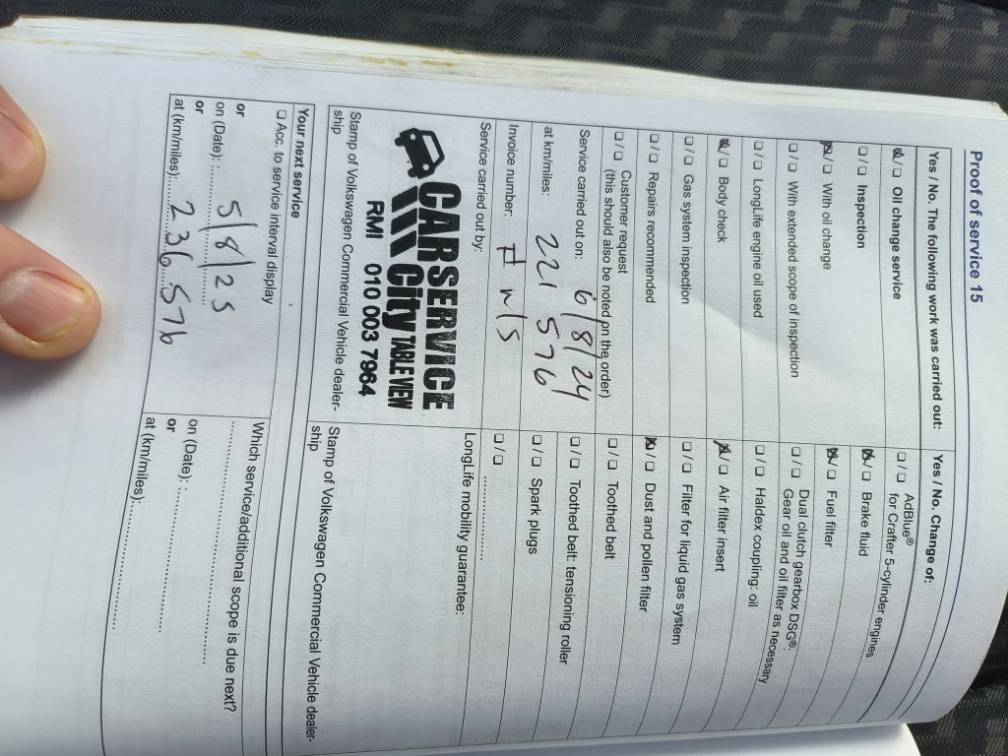 Proof of service 15
Yes / No. The following work was carried out:
☒/☐ Oil change service
☐/☐ Inspection
☒/☐ With oil change
☐/☐ With extended scope of inspection
☐/☐ LongLife engine oil used
☒/☐ Body check
☐/☐ Gas system inspection
☐/☐ Repairs recommended
☐/☐ Customer request
(this should also be noted on the order)
Service carried out on: 6/8/24
at km/miles: 221 576
Invoice number:
Service carried out by:
CARSERVICE
City TABLE VIEW
RMI 010 003 7964
Stamp of Volkswagen Commercial Vehicle dealer-
ship
Yes / No. Change of:
☐/☐ AdBlue®
for Crafter 5-cylinder engines
☒/☐ Brake fluid
☒/☐ Fuel filter
☐/☐ Dual clutch gearbox DSG®:
Gear oil and oil filter as necessary
☐/☐ Haldex coupling: oil
☒/☐ Air filter insert
☐/☐ Filter for liquid gas system
☒/☐ Dust and pollen filter
☐/☐ Toothed belt
☐/☐ Toothed belt: tensioning roller
☐/☐ Spark plugs
☐/☐ ....................
LongLife mobility guarantee:
Stamp of Volkswagen Commercial Vehicle dealer-
ship
Your next service
☐ Acc. to service interval display
or
on (Date): 5/8/25
or
at (km/miles): 236 576
Which service/additional scope is due next?
on (Date):
or
at (km/miles):